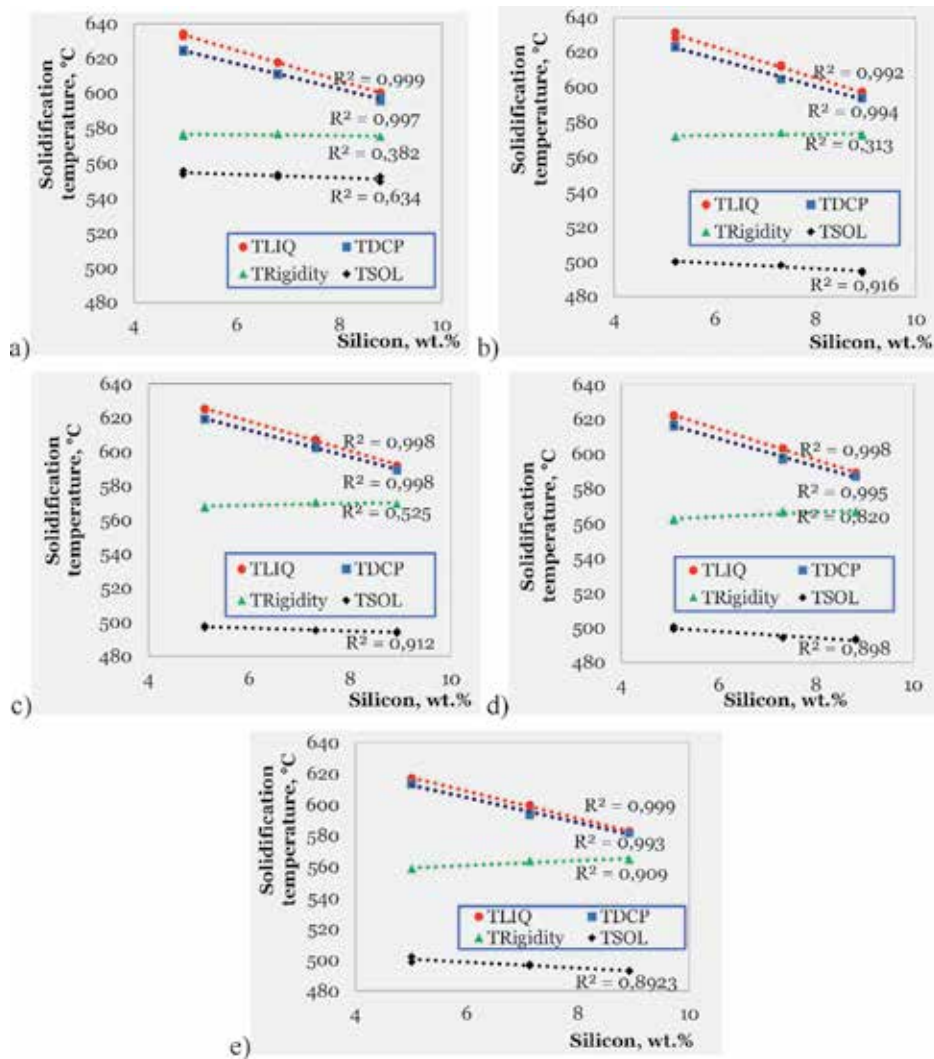 640
620
600
580
560
540
520
500
480
Solidification
temperature, °C
R² = 0,999
R² = 0,997
R² = 0,382
R² = 0,634
TLIQ TDCP
TRigidity TSOL
4 6 8 10
Silicon, wt.%
a)
640
620
600
580
560
540
520
500
480
Solidification
temperature, °C
R² = 0,992
R² = 0,994
R² = 0,313
TLIQ TDCP
TRigidity TSOL
R² = 0,916
4 6 8 10
Silicon, wt.%
b)
640
620
600
580
560
540
520
500
480
Solidification
temperature, °C
R² = 0,998
R² = 0,998
R² = 0,525
TLIQ TDCP
TRigidity TSOL
R² = 0,912
4 6 8 10
Silicon, wt.%
c)
640
620
600
580
560
540
520
500
480
Solidification
temperature, °C
R² = 0,998
R² = 0,995
R² = 0,820
TLIQ TDCP
TRigidity TSOL
R² = 0,898
4 6 8 10
Silicon, wt.%
d)
640
620
600
580
560
540
520
500
480
Solidification
temperature, °C
R² = 0,999
R² = 0,993
R² = 0,909
TLIQ TDCP
TRigidity TSOL
R² = 0,8923
4 6 8 10
Silicon, wt.%
e)